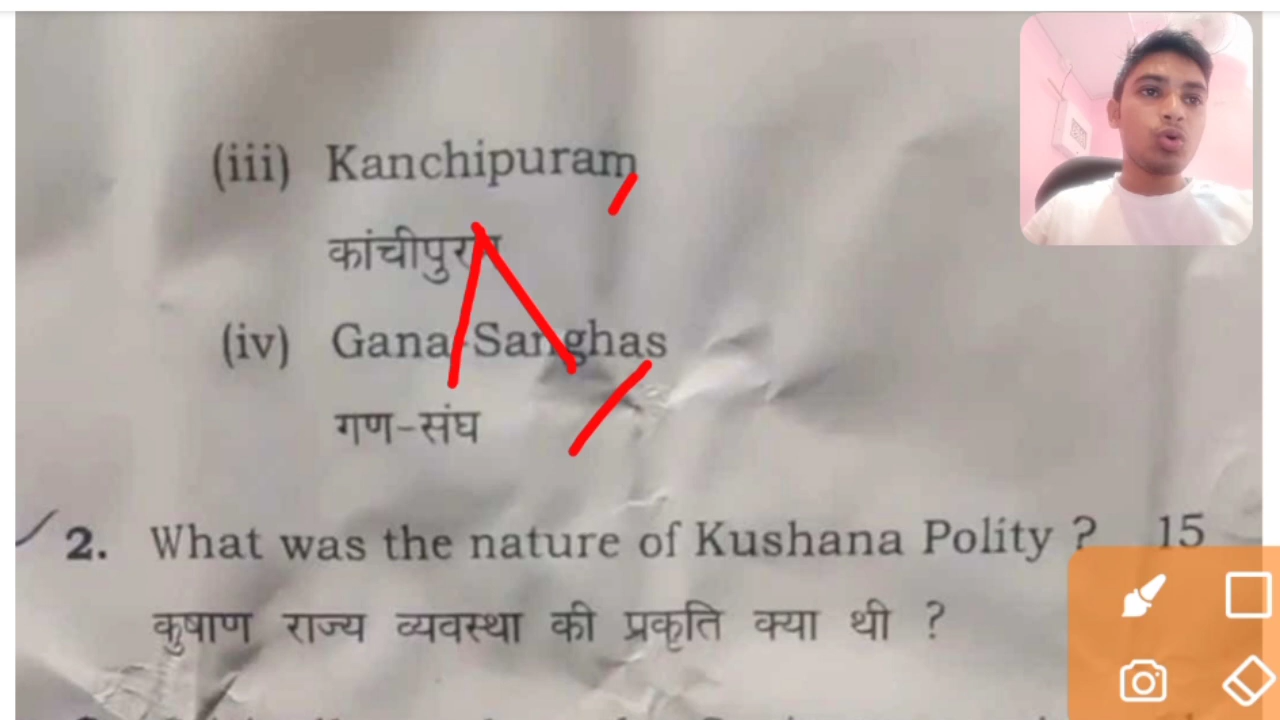 (iii) Kanchipuram
कांचीपुरम
(iv) Gana-Sanghas
गण-संघ
2. What was the nature of Kushana Polity ? 15
कुषाण राज्य व्यवस्था की प्रकृति क्या थी ?